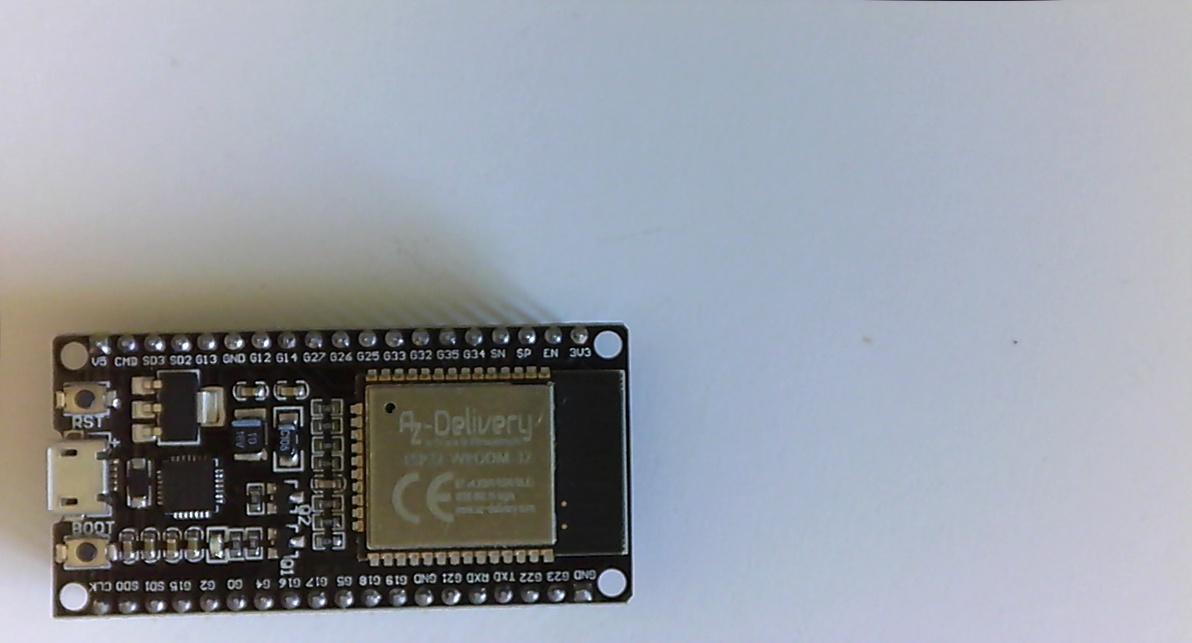 V5 CMD SD3 SD2 G13 GND G12 G14 G27 G26 G25 G33 G32 G35 G34 SN SP EN 3V3
RST
AZ-Delivery
ESP32-WROOM-32
CE
BOOT
Q2
Q1
CLK SD0 SD1 G15 G2 G0 G4 G16 G17 G5 G18 G19 GND G21 RXD TXD G22 G23 GND